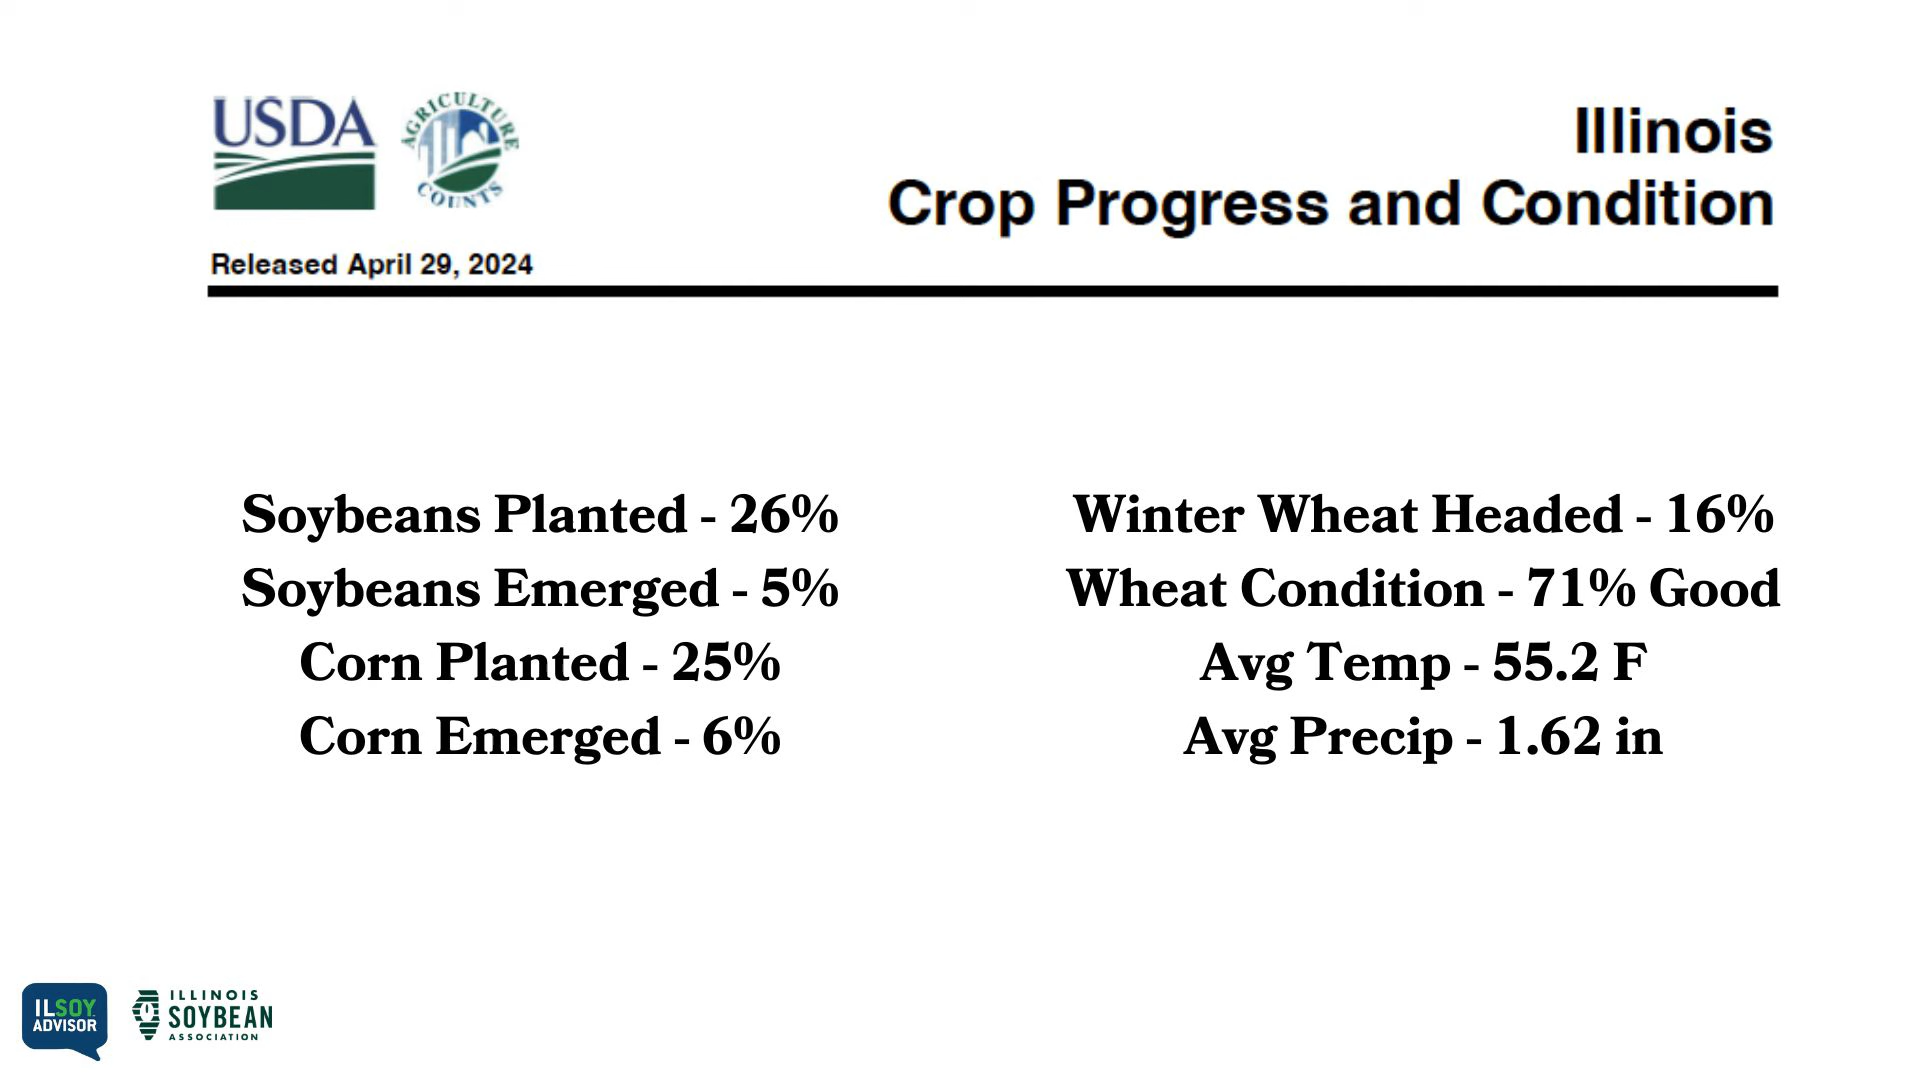 USDA
AGRICULTURE
COUNTS
Illinois
Crop Progress and Condition
Released April 29, 2024
Soybeans Planted - 26%
Soybeans Emerged - 5%
Corn Planted - 25%
Corn Emerged - 6%
Winter Wheat Headed - 16%
Wheat Condition - 71% Good
Avg Temp - 55.2 F
Avg Precip - 1.62 in
ILSOY
ADVISOR
ILLINOIS
SOYBEAN
ASSOCIATION